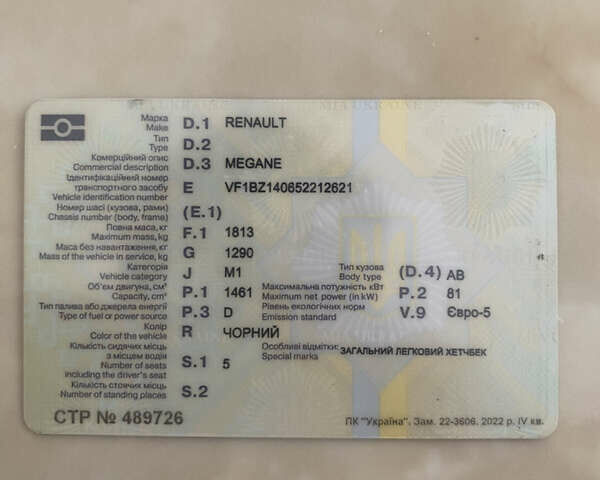 Марка
Make D.1 RENAULT
Тип
Type D.2
Комерційний опис
Commercial description D.3 MEGANE
Ідентифікаційний номер
транспортного засобу
Vehicle identification number E VF1BZ140652212621
Номер шасі (кузова, рами)
Chassis number (body, frame) (E.1)
Повна маса, кг
Maximum mass, kg F.1 1813
Маса без навантаження, кг
Mass of the vehicle in service, kg G 1290
Категорія
Vehicle category J M1
Тип кузова
Body type (D.4) АВ
Об'єм двигуна, см³
Capacity, cm³ P.1 1461
Максимальна потужність кВт
Maximum net power (in kW) P.2 81
Тип палива або джерела енергії
Type of fuel or power source P.3 D
Рівень екологічних норм
Emission standard V.9 Євро-5
Колір
Color of the vehicle R ЧОРНИЙ
Кількість сидячих місць
з місцем водія
Number of seats
including the driver's seat S.1 5
Особливі відмітки:
Special mark ЗАГАЛЬНИЙ ЛЕГКОВИЙ ХЕТЧБЕК
Кількість стоячих місць
Number of standing places S.2
СТР № 489726
ПК "Україна". Зам. 22-3606. 2022 р. IV кв.